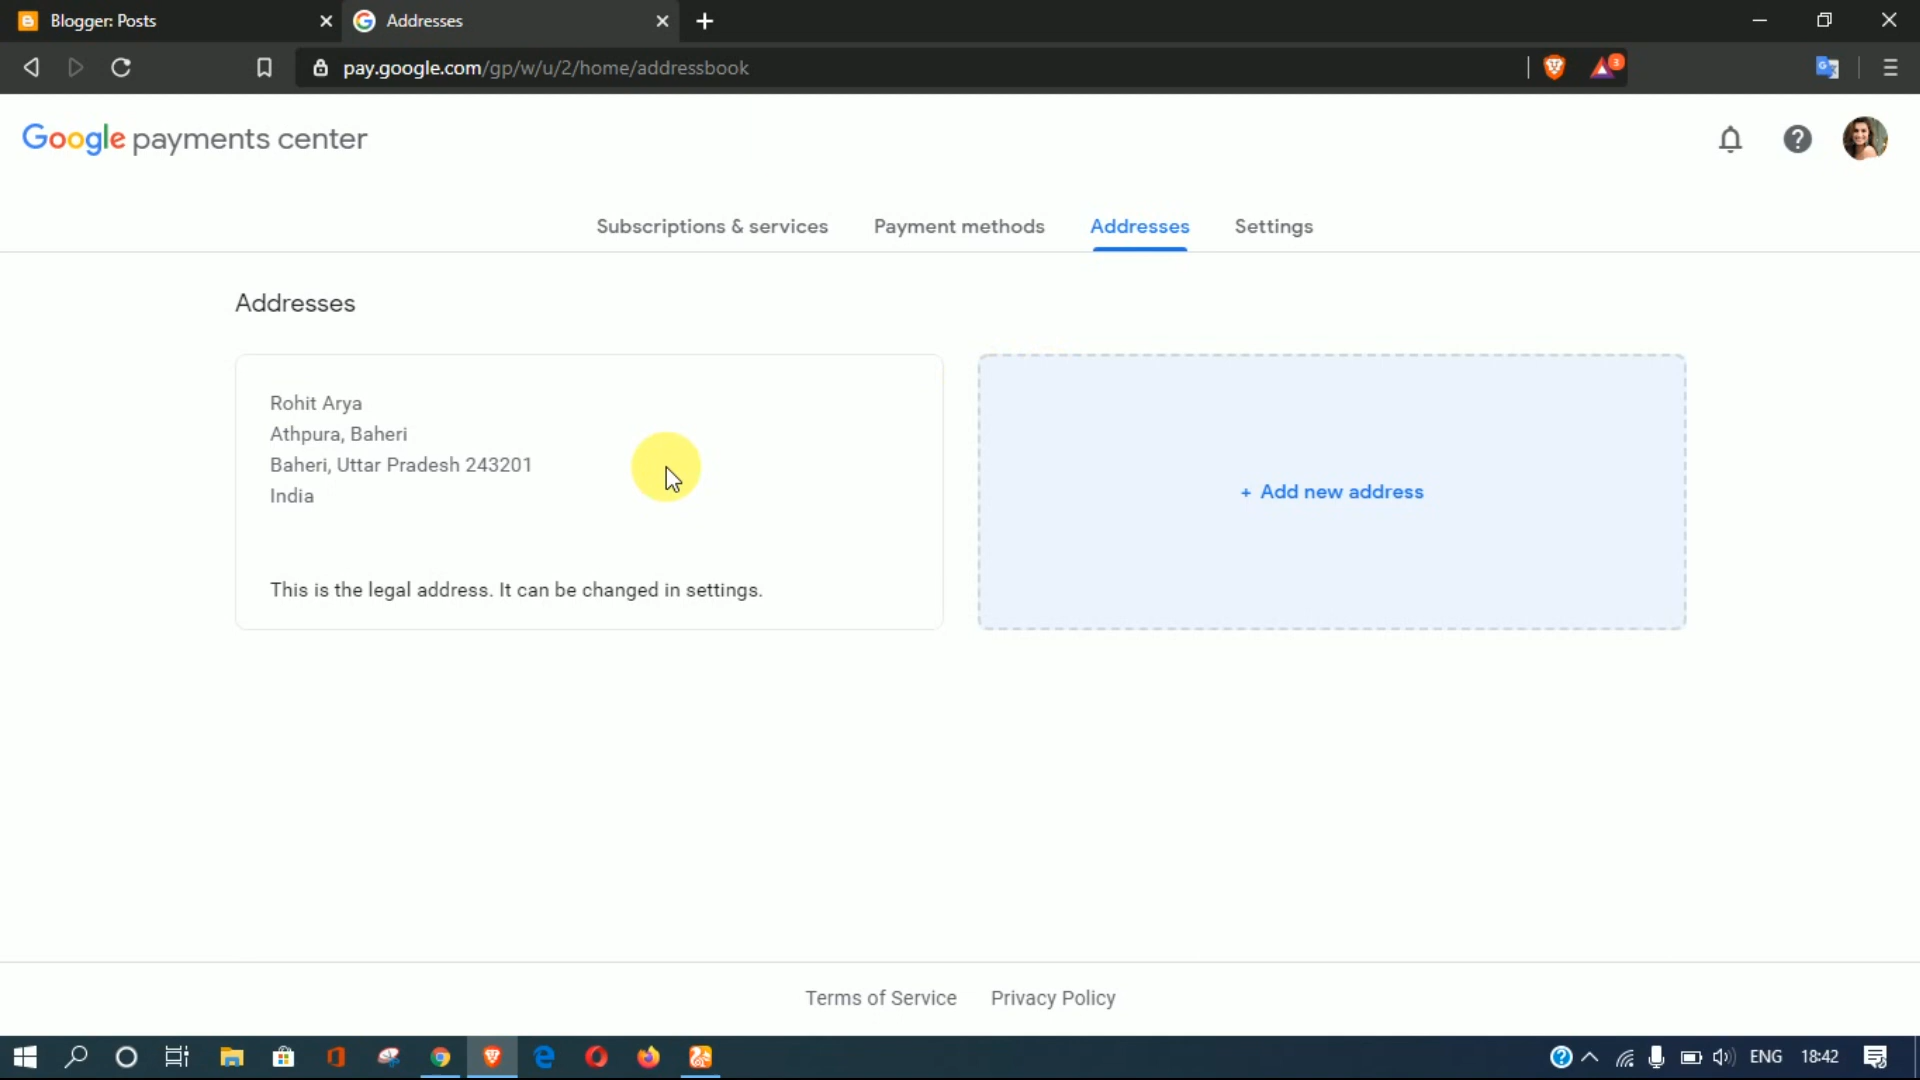 Blogger: Posts
Addresses
pay.google.com/gp/w/u/2/home/addressbook
3
Google payments center
Subscriptions & services
Payment methods
Addresses
Settings
Addresses
Rohit Arya
Athpura, Baheri
Baheri, Uttar Pradesh 243201
India
This is the legal address. It can be changed in settings.
+ Add new address
Terms of Service
Privacy Policy
ENG
18:42